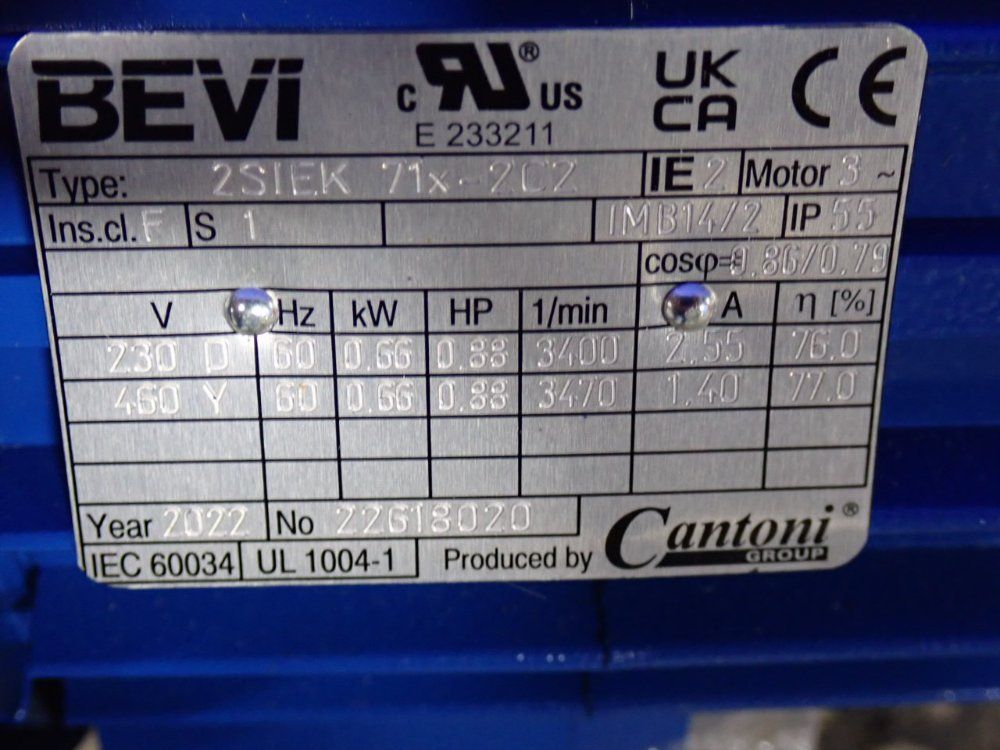 BEVI
c RU ® US
E 233211
UK
CA
CE
Type: 2SIEK 71x-2C2 IE 2 Motor 3 ~
Ins.cl. F S 1 IMB14/2 IP 55
cosφ= 0.86/0.79
V Hz kW HP 1/min A η [%]
230 D 60 0.66 0.88 3400 2.55 76.0
460 Y 60 0.66 0.88 3470 1.40 77.0
Year 2022 No 22618020
IEC 60034 UL 1004-1 Produced by Cantoni ®
GROUP